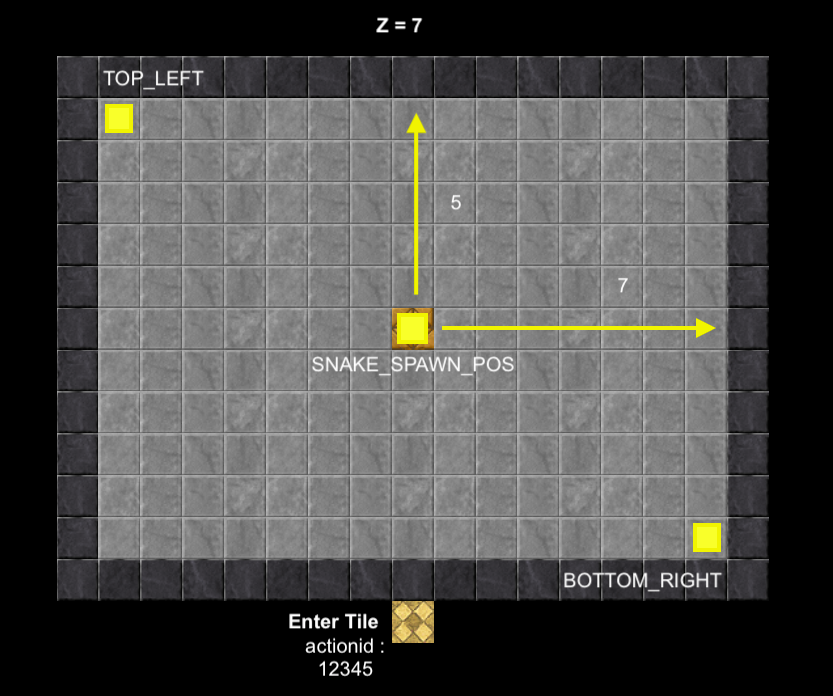 Z = 7
TOP_LEFT
5
7
SNAKE_SPAWN_POS
BOTTOM_RIGHT
Enter Tile
actionid :
12345